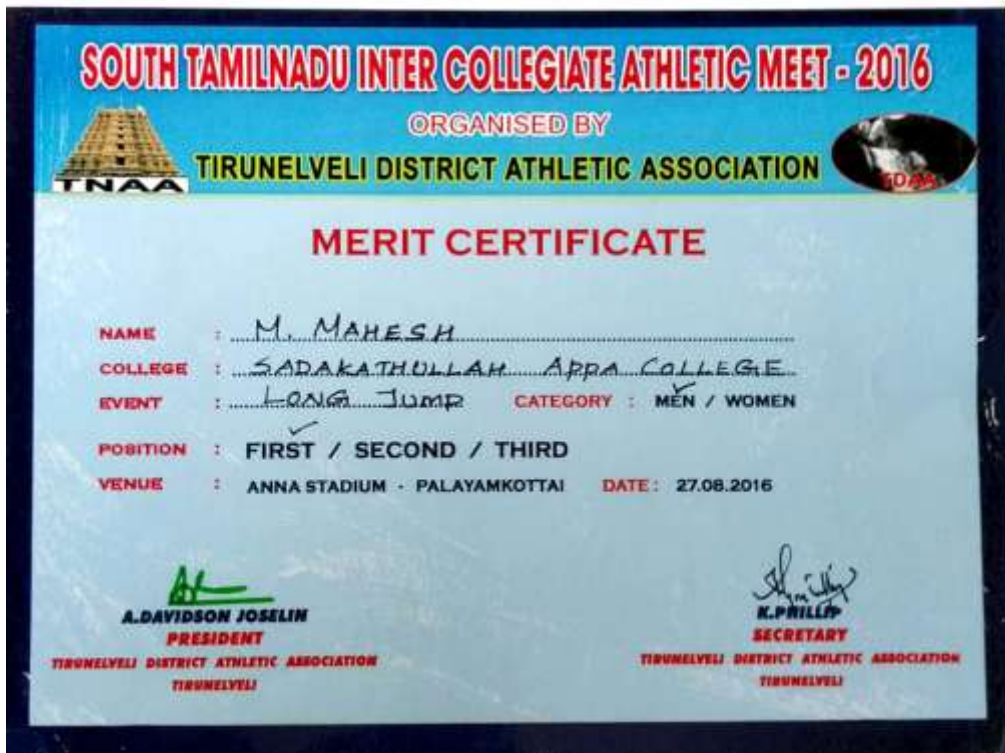 SOUTH TAMILNADU INTER COLLEGIATE ATHLETIC MEET - 2016
ORGANISED BY
TNAA
TIRUNELVELI DISTRICT ATHLETIC ASSOCIATION
TDAA
MERIT CERTIFICATE
NAME : M. MAHESH
COLLEGE : SADAKATHULLAH APPA COLLEGE
EVENT : LONG JUMP CATEGORY : MEN / WOMEN
POSITION : FIRST / SECOND / THIRD
VENUE : ANNA STADIUM - PALAYAMKOTTAI DATE : 27.08.2016
A.DAVIDSON JOSELIN
PRESIDENT
TIRUNELVELI DISTRICT ATHLETIC ASSOCIATION
TIRUNELVELI
K.PHILLIP
SECRETARY
TIRUNELVELI DISTRICT ATHLETIC ASSOCIATION
TIRUNELVELI